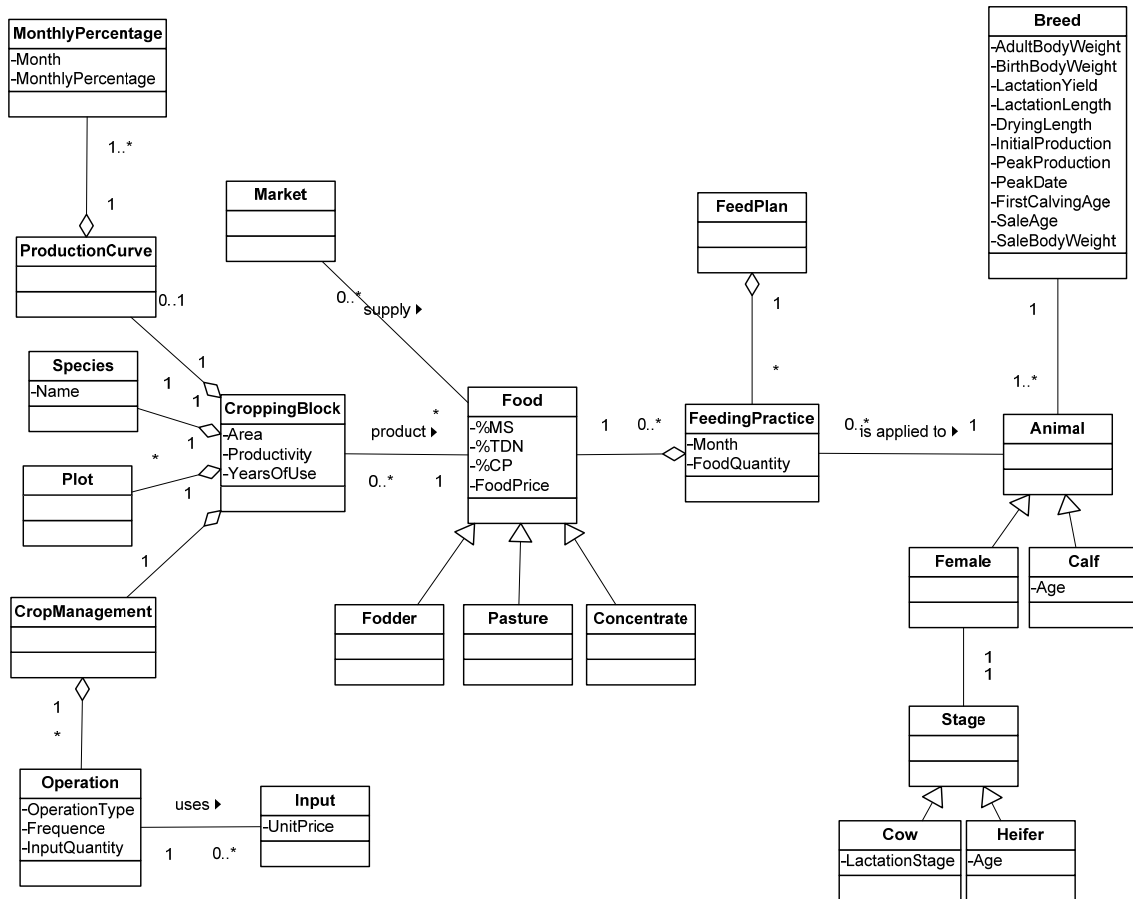 MonthlyPercentage
-Month
-MonthlyPercentage
1..*
1
ProductionCurve
0..1
Market
0..*
supply
Breed
-AdultBodyWeight
-BirthBodyWeight
-LactationYield
-LactationLength
-DryingLength
-InitialProduction
-PeakProduction
-PeakDate
-FirstCalvingAge
-SaleAge
-SaleBodyWeight
1
1..*
FeedPlan
1
*
Species
-Name
1
1
1
CroppingBlock
-Area
-Productivity
-YearsOfUse
1
*
Plot
1
1
product
*
0..*
1
Food
-%MS
-%TDN
-%CP
-FoodPrice
1
0..*
FeedingPractice
-Month
-FoodQuantity
0..*
is applied to
1
Animal
Female
Calf
-Age
CropManagement
Fodder
Pasture
Concentrate
1
1
1
*
Stage
Operation
-OperationType
-Frequence
-InputQuantity
uses
1
0..*
Input
-UnitPrice
Cow
-LactationStage
Heifer
-Age